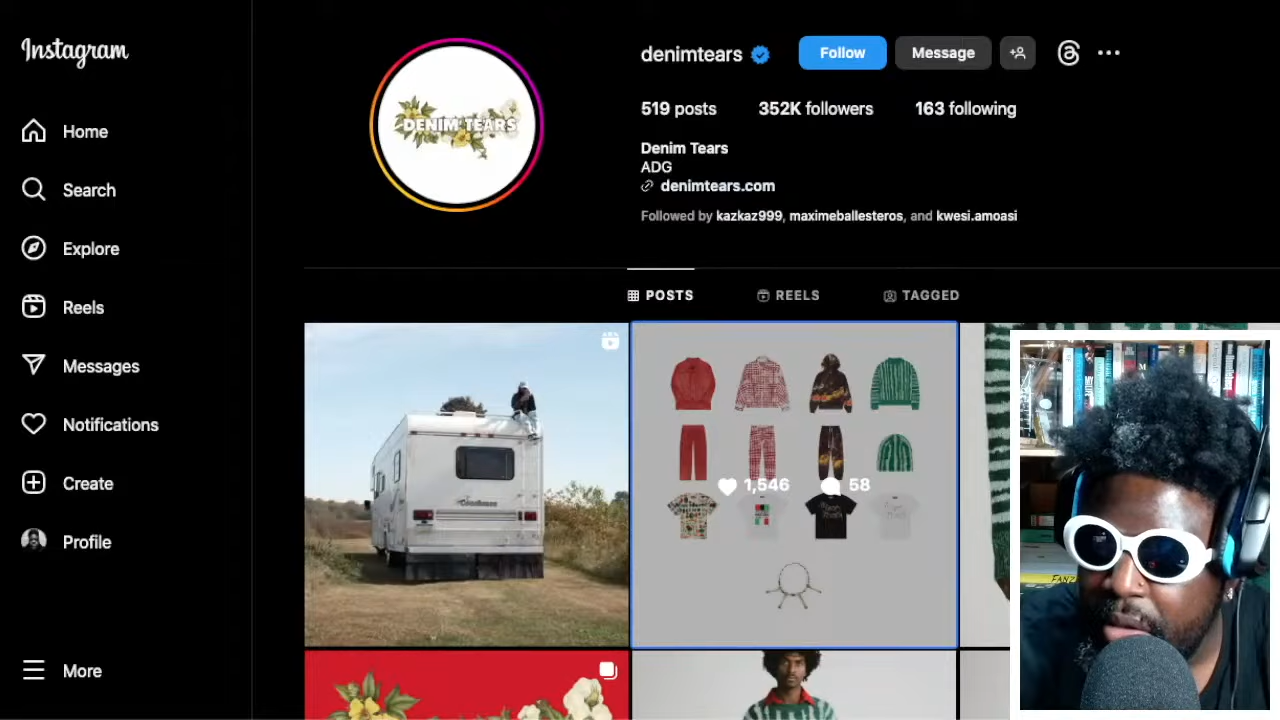 Instagram
Home
Search
Explore
Reels
Messages
Notifications
Create
Profile
More
DENIM TEARS
denimtears
Follow
Message
519 posts
352K followers
163 following
Denim Tears
ADG
denimtears.com
Followed by kazkaz999, maximeballesteros, and kwesi.amoasi
POSTS
REELS
TAGGED
1,546
58